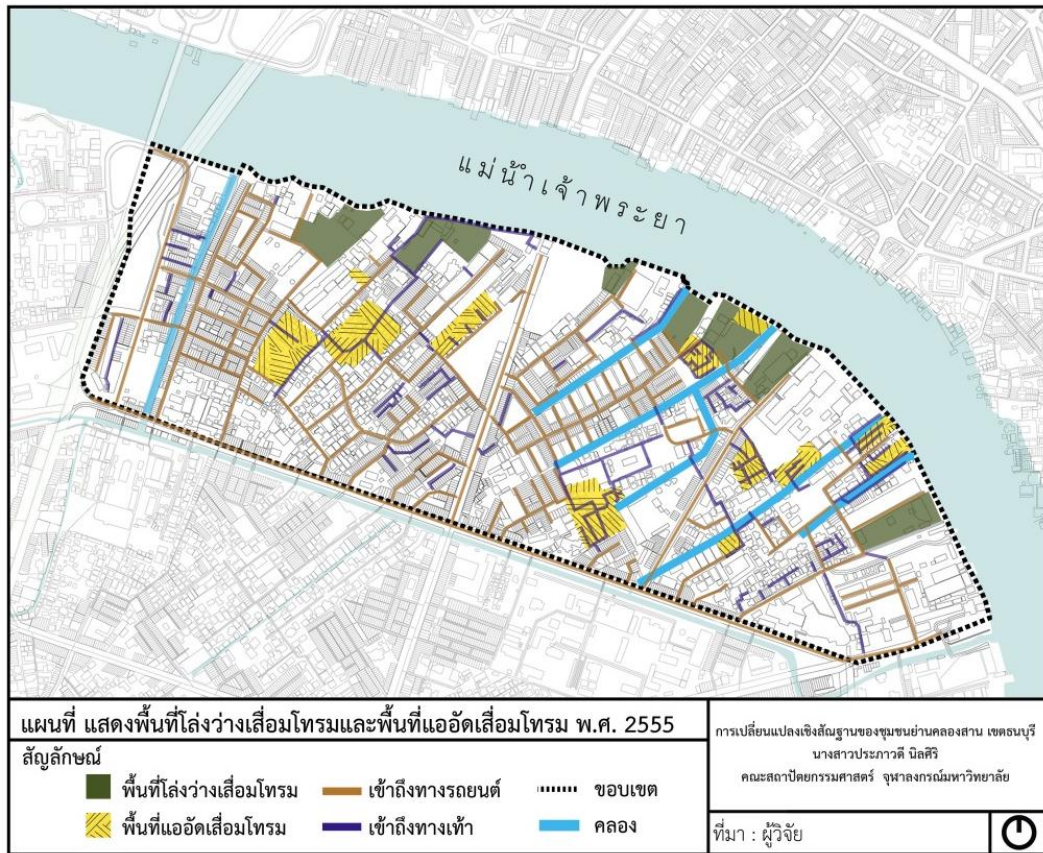 แม่น้ำเจ้าพระยา
แผนที่ แสดงพื้นที่โล่งว่างเสื่อมโทรมและพื้นที่แออัดเสื่อมโทรม พ.ศ. 2555
สัญลักษณ์
พื้นที่โล่งว่างเสื่อมโทรม
เข้าถึงทางรถยนต์
ขอบเขต
พื้นที่แออัดเสื่อมโทรม
เข้าถึงทางเท้า
คลอง
การเปลี่ยนแปลงเชิงสัณฐานของชุมชนย่านคลองสาน เขตธนบุรี
นางสาวประภาวดี นิลศิริ
คณะสถาปัตยกรรมศาสตร์ จุฬาลงกรณ์มหาวิทยาลัย
ที่มา : ผู้วิจัย